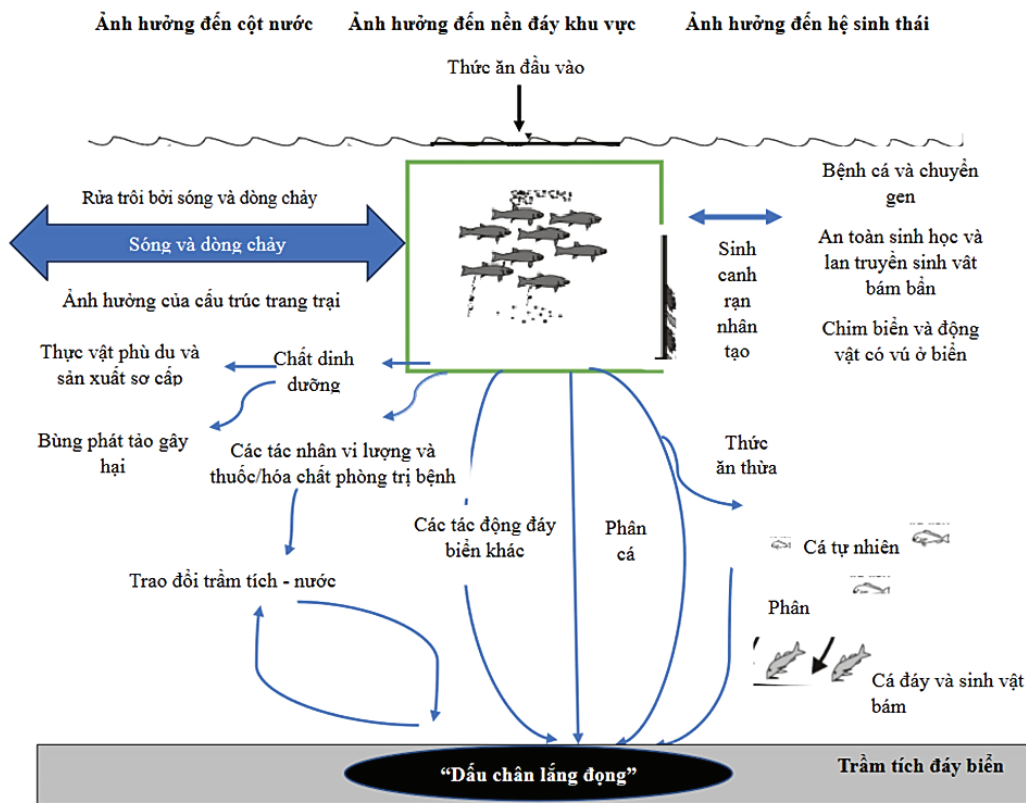 Ảnh hưởng đến cột nước
Ảnh hưởng đến nền đáy khu vực
Ảnh hưởng đến hệ sinh thái
Thức ăn đầu vào
Rửa trôi bởi sóng và dòng chảy
Sóng và dòng chảy
Ảnh hưởng của cấu trúc trang trại
Thực vật phù du và
sản xuất sơ cấp
Chất dinh
dưỡng
Bùng phát tảo gây
hại
Các tác nhân vi lượng và
thuốc/hóa chất phòng trị bệnh
Trao đổi trầm tích - nước
Các tác động đáy
biển khác
Phân
cá
Sinh
canh
rạn
nhân
tạo
Bệnh cá và chuyển
gen
An toàn sinh học và
lan truyền sinh vât
bám bẩn
Chim biển và động
vật có vú ở biển
Thức
ăn thừa
Cá tự nhiên
Phân
Cá đáy và sinh vật
bám
“Dấu chân lắng đọng”
Trầm tích đáy biển